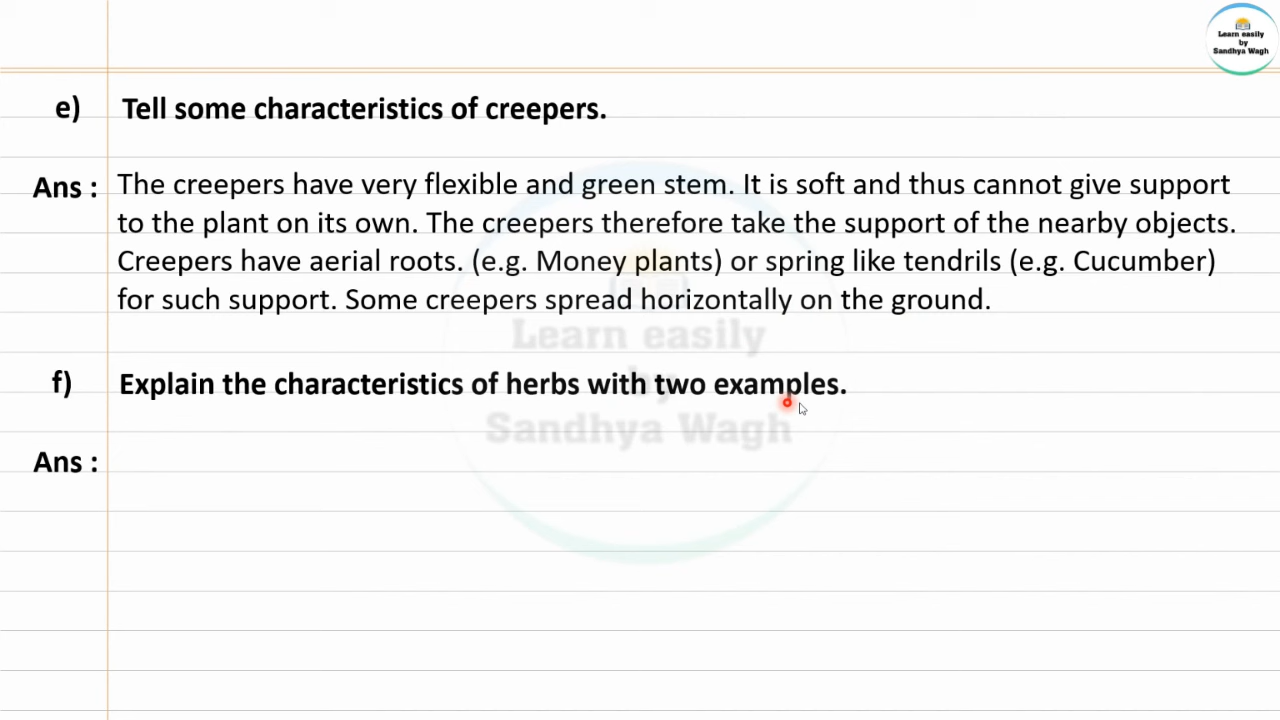 Learn easily
by
Sandhya Wagh
e) Tell some characteristics of creepers.
Ans : The creepers have very flexible and green stem. It is soft and thus cannot give support
to the plant on its own. The creepers therefore take the support of the nearby objects.
Creepers have aerial roots. (e.g. Money plants) or spring like tendrils (e.g. Cucumber)
for such support. Some creepers spread horizontally on the ground.
Learn easily
f) Explain the characteristics of herbs with two examples.
by
Sandhya Wagh
Ans :